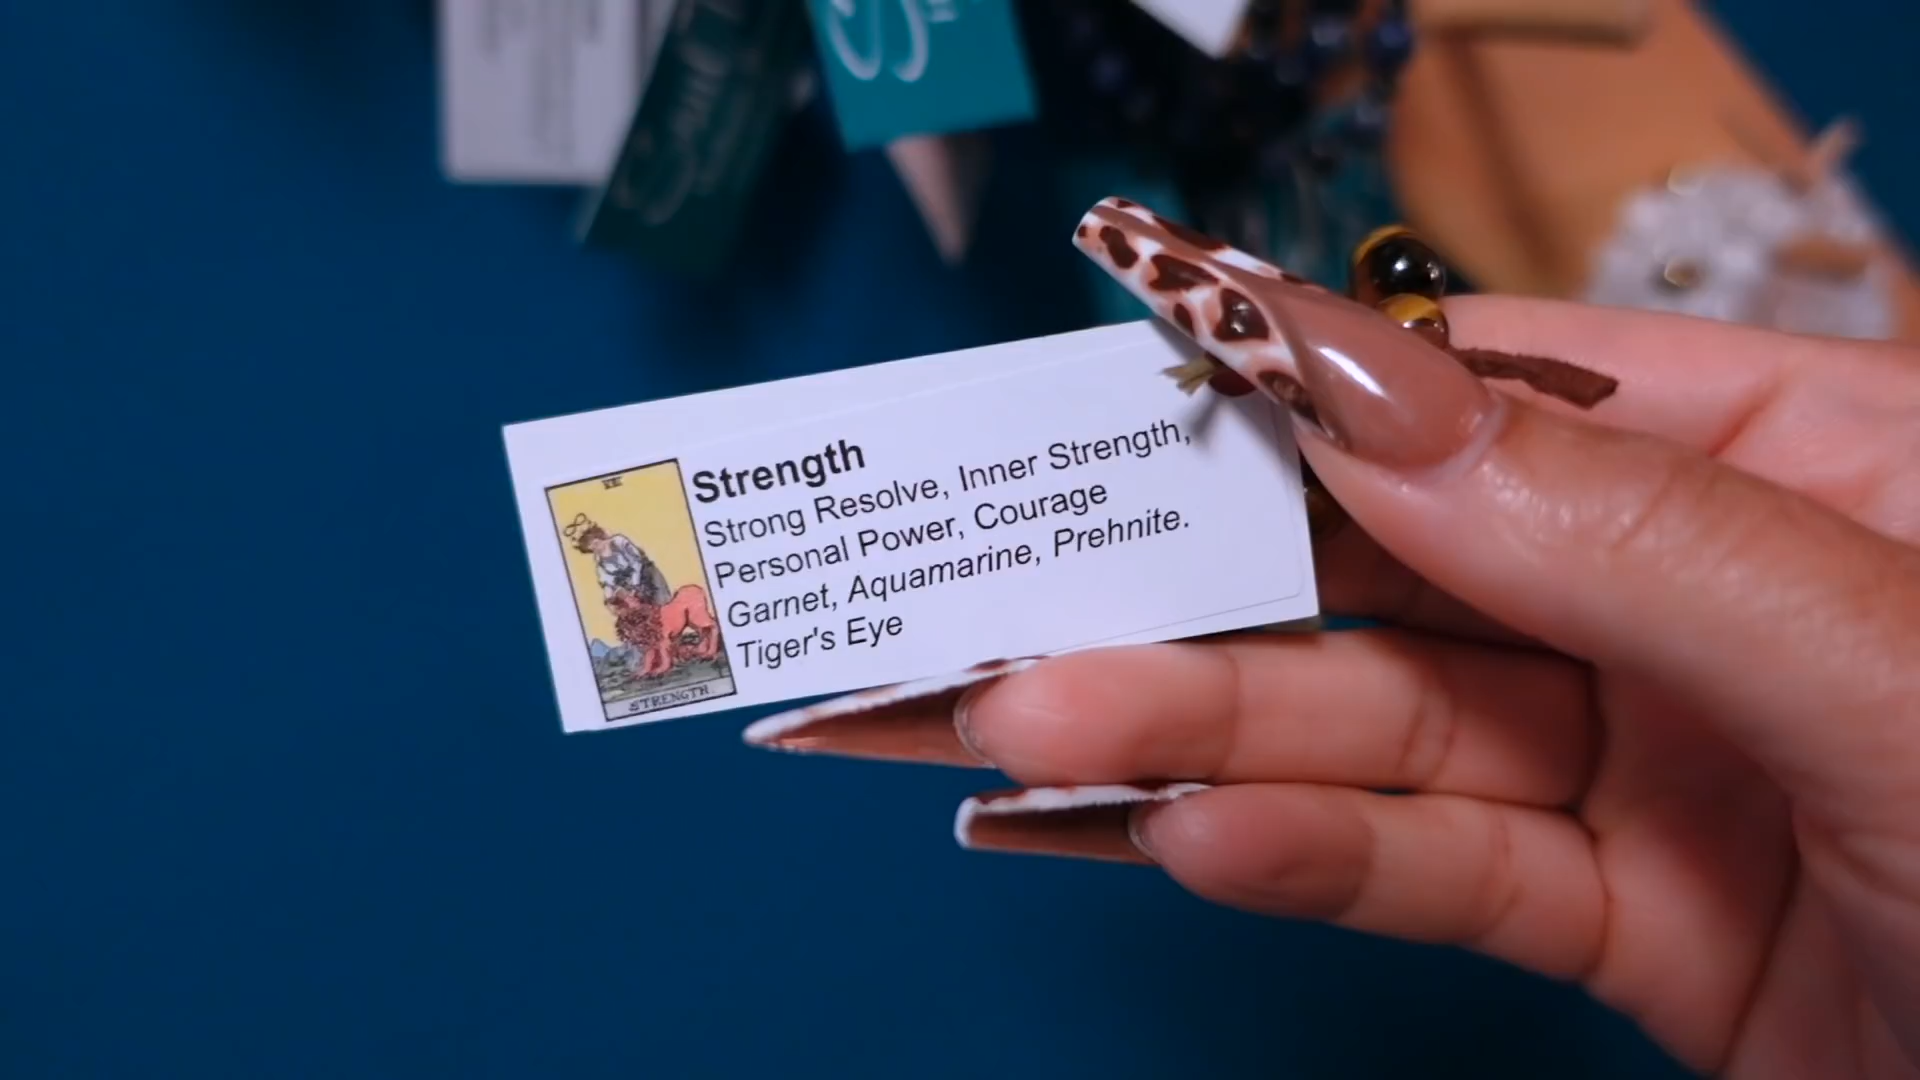 Strength
Strong Resolve, Inner Strength,
Personal Power, Courage
Garnet, Aquamarine, Prehnite.
Tiger's Eye
STRENGTH.